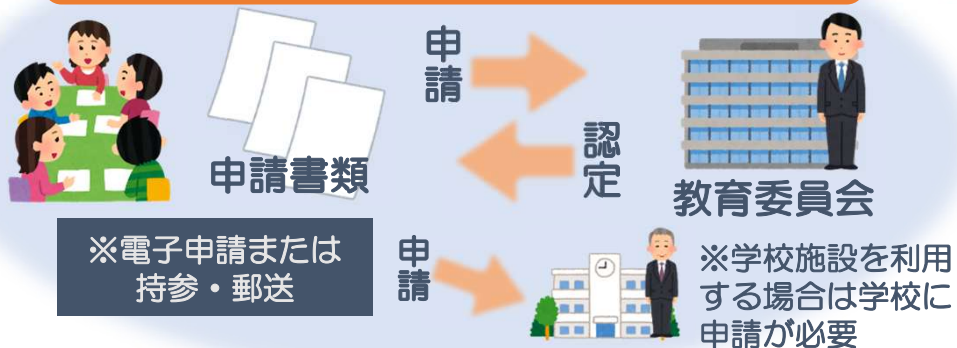 申請
申請書類
認定
教育委員会
※電子申請または
持参・郵送
申請
※学校施設を利用
する場合は学校に
申請が必要